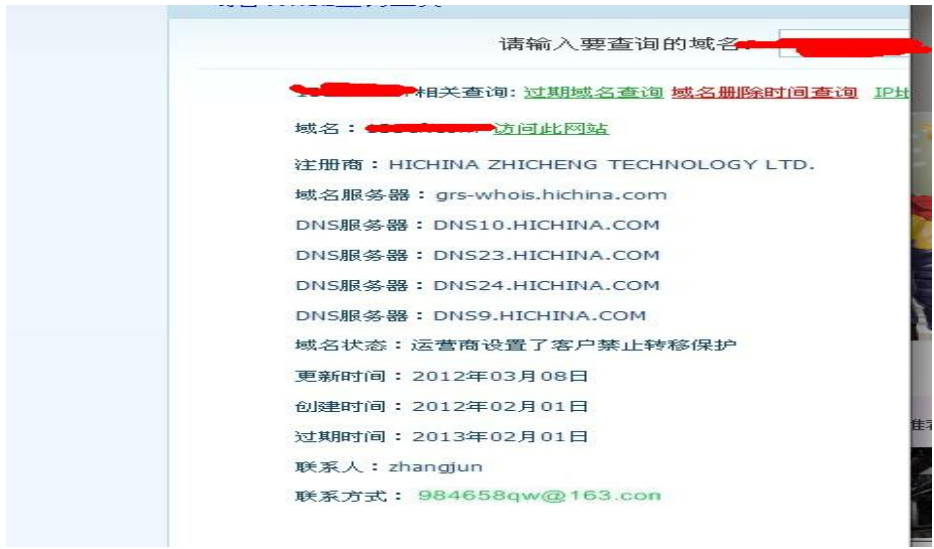 请输入要查询的域名:
相关查询: 过期域名查询 域名删除时间查询 IP地
域名: 访问此网站
注册商: HICHINA ZHICHENG TECHNOLOGY LTD.
域名服务器: grs-whois.hichina.com
DNS服务器: DNS10.HICHINA.COM
DNS服务器: DNS23.HICHINA.COM
DNS服务器: DNS24.HICHINA.COM
DNS服务器: DNS9.HICHINA.COM
域名状态: 运营商设置了客户禁止转移保护
更新时间: 2012年03月08日
创建时间: 2012年02月01日
过期时间: 2013年02月01日
联系人: zhangjun
联系方式: 984658qw@163.con